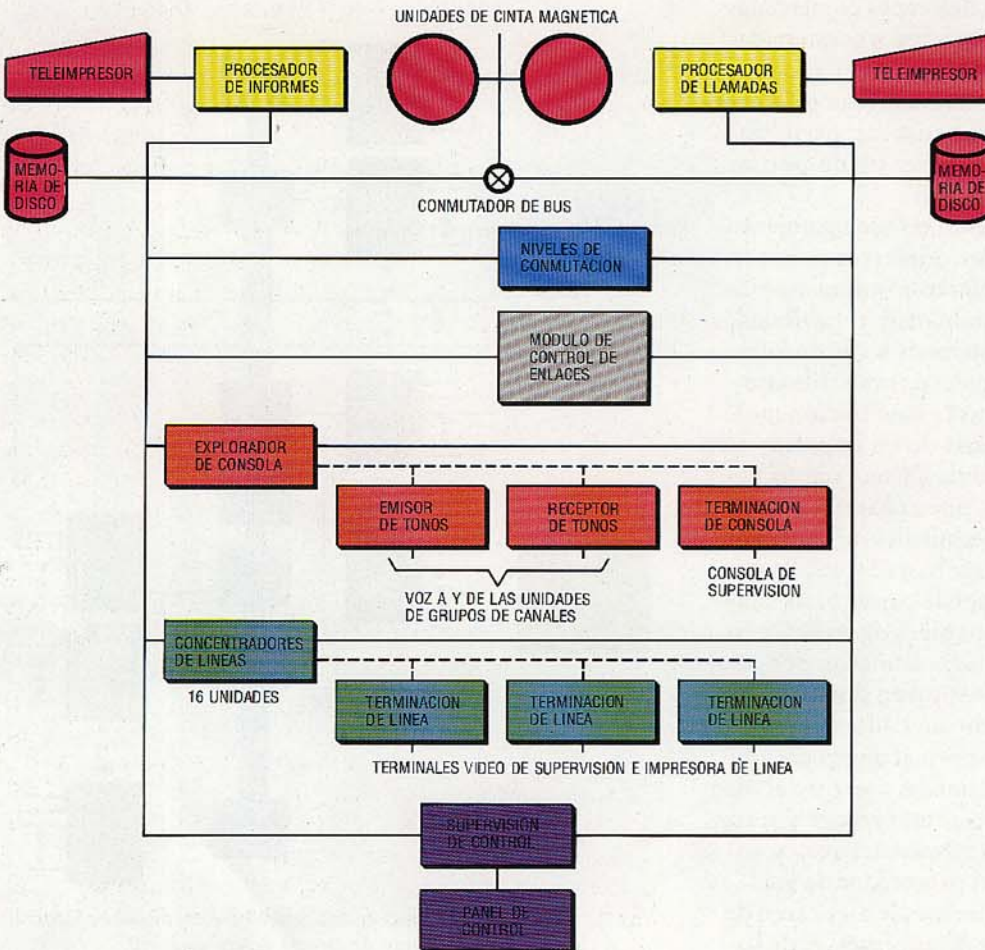 UNIDADES DE CINTA MAGNETICA
TELEIMPRESOR
PROCESADOR
DE INFORMES
PROCESADOR
DE LLAMADAS
TELEIMPRESOR
MEMO-
RIA DE
DISCO
MEMO-
RIA DE
DISCO
CONMUTADOR DE BUS
NIVELES DE
CONMUTACION
MODULO DE
CONTROL DE
ENLACES
EXPLORADOR
DE CONSOLA
EMISOR
DE TONOS
RECEPTOR
DE TONOS
TERMINACION
DE CONSOLA
VOZ A Y DE LAS UNIDADES
DE GRUPOS DE CANALES
CONSOLA DE
SUPERVISION
CONCENTRADORES
DE LINEAS
16 UNIDADES
TERMINACION
DE LINEA
TERMINACION
DE LINEA
TERMINACION
DE LINEA
TERMINALES VIDEO DE SUPERVISION E IMPRESORA DE LINEA
SUPERVISION
DE CONTROL
PANEL DE
CONTROL